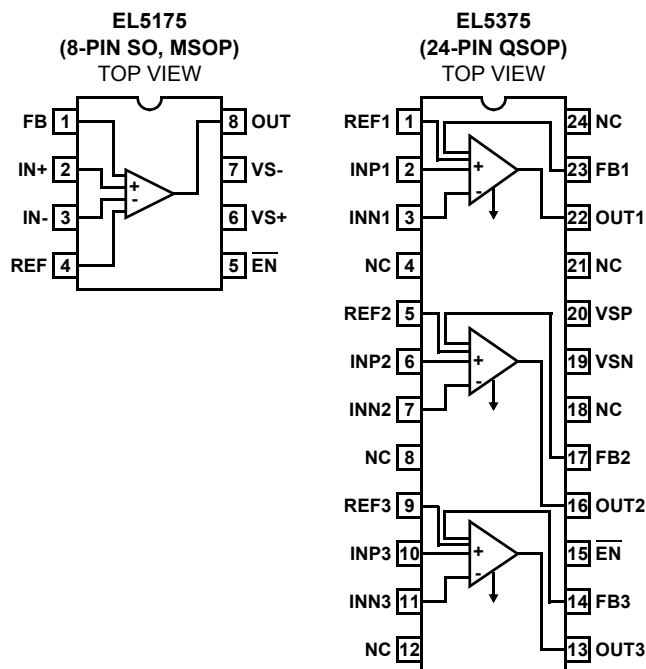 EL5175
(8-PIN SO, MSOP)
TOP VIEW
FB 1
8 OUT
IN+ 2
7 VS-
IN- 3
6 VS+
REF 4
5 EN
+
-
EL5375
(24-PIN QSOP)
TOP VIEW
REF1 1
24 NC
INP1 2
23 FB1
INN1 3
22 OUT1
NC 4
21 NC
REF2 5
20 VSP
INP2 6
19 VSN
INN2 7
18 NC
NC 8
17 FB2
REF3 9
16 OUT2
INP3 10
15 EN
INN3 11
14 FB3
NC 12
13 OUT3
+
-
+
-
+
-